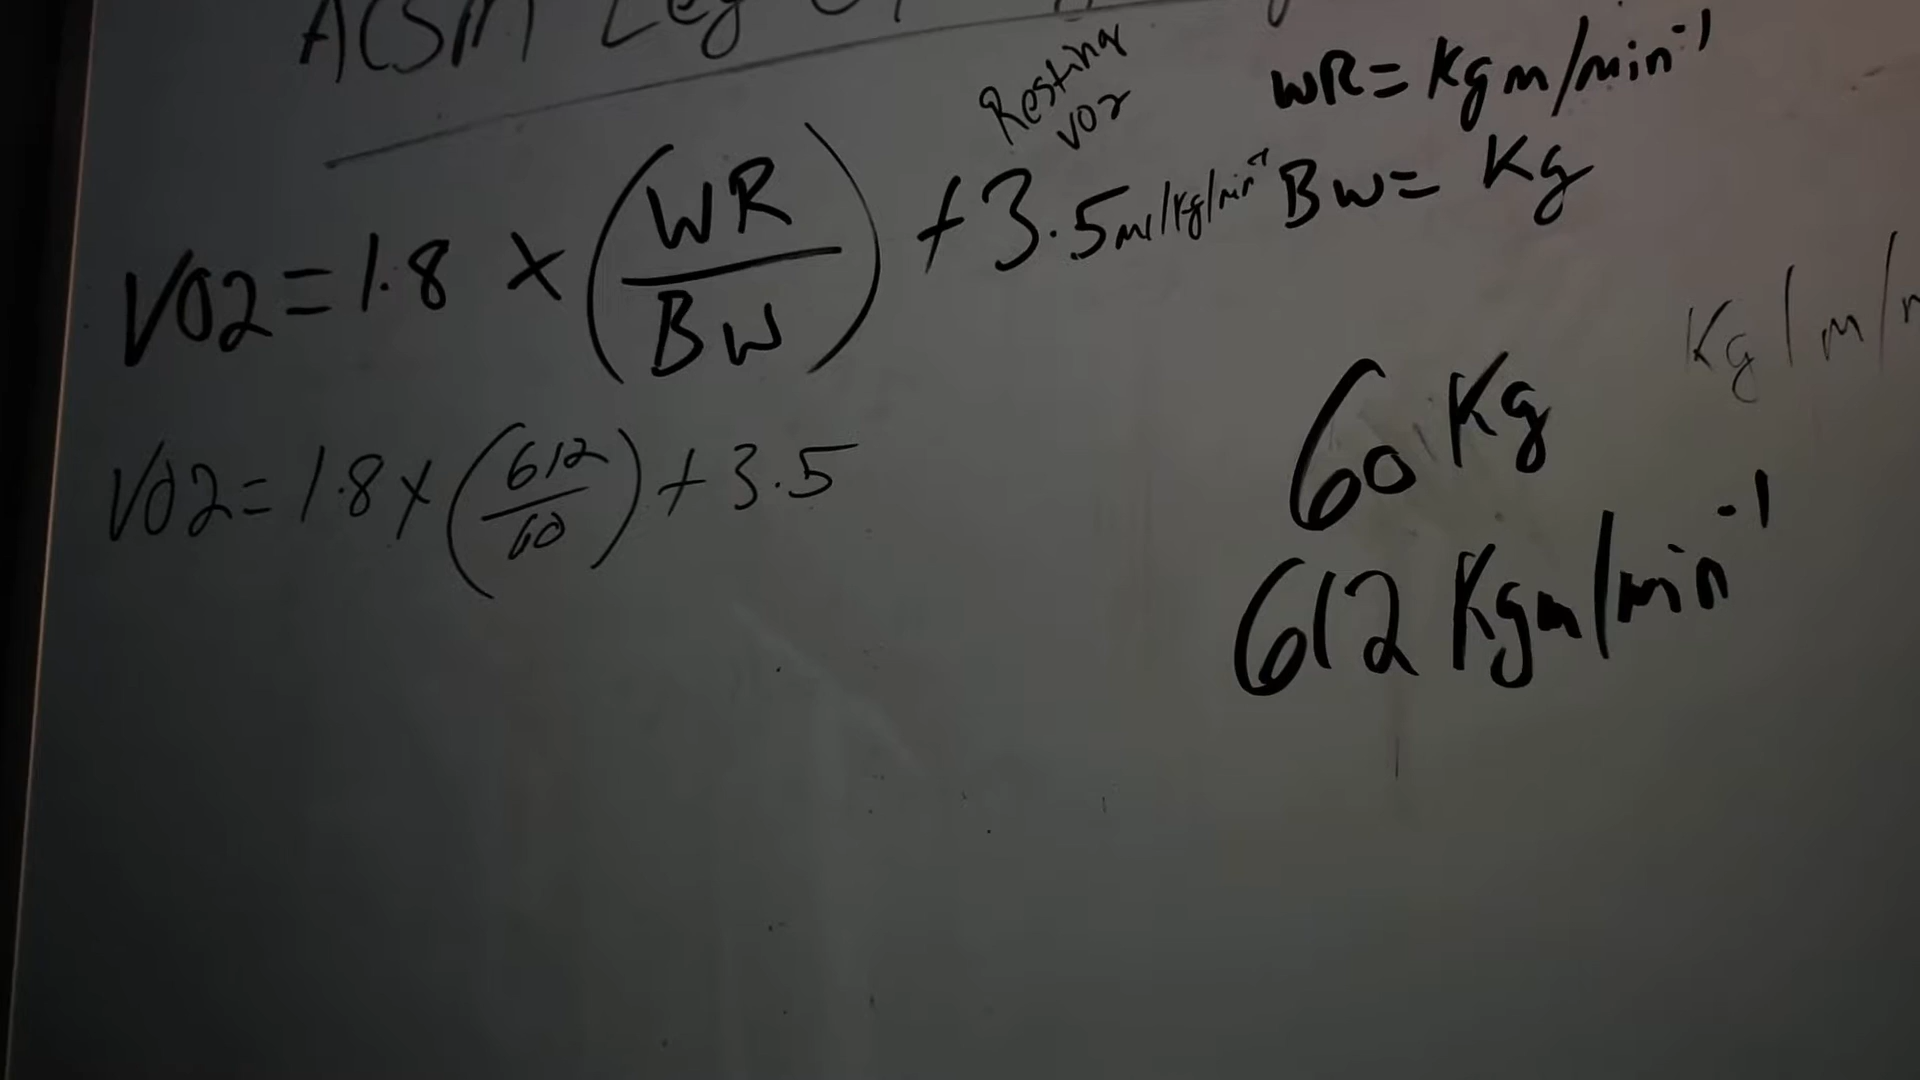 ACSM Leg
Resting
VO2
WR = Kgm/min⁻¹
VO2 = 1.8 × (WR/BW) + 3.5 ml/kg/min⁻¹
BW = Kg
Kg/m/
60 Kg
VO2 = 1.8 × (612/60) + 3.5
612 Kgm/min⁻¹